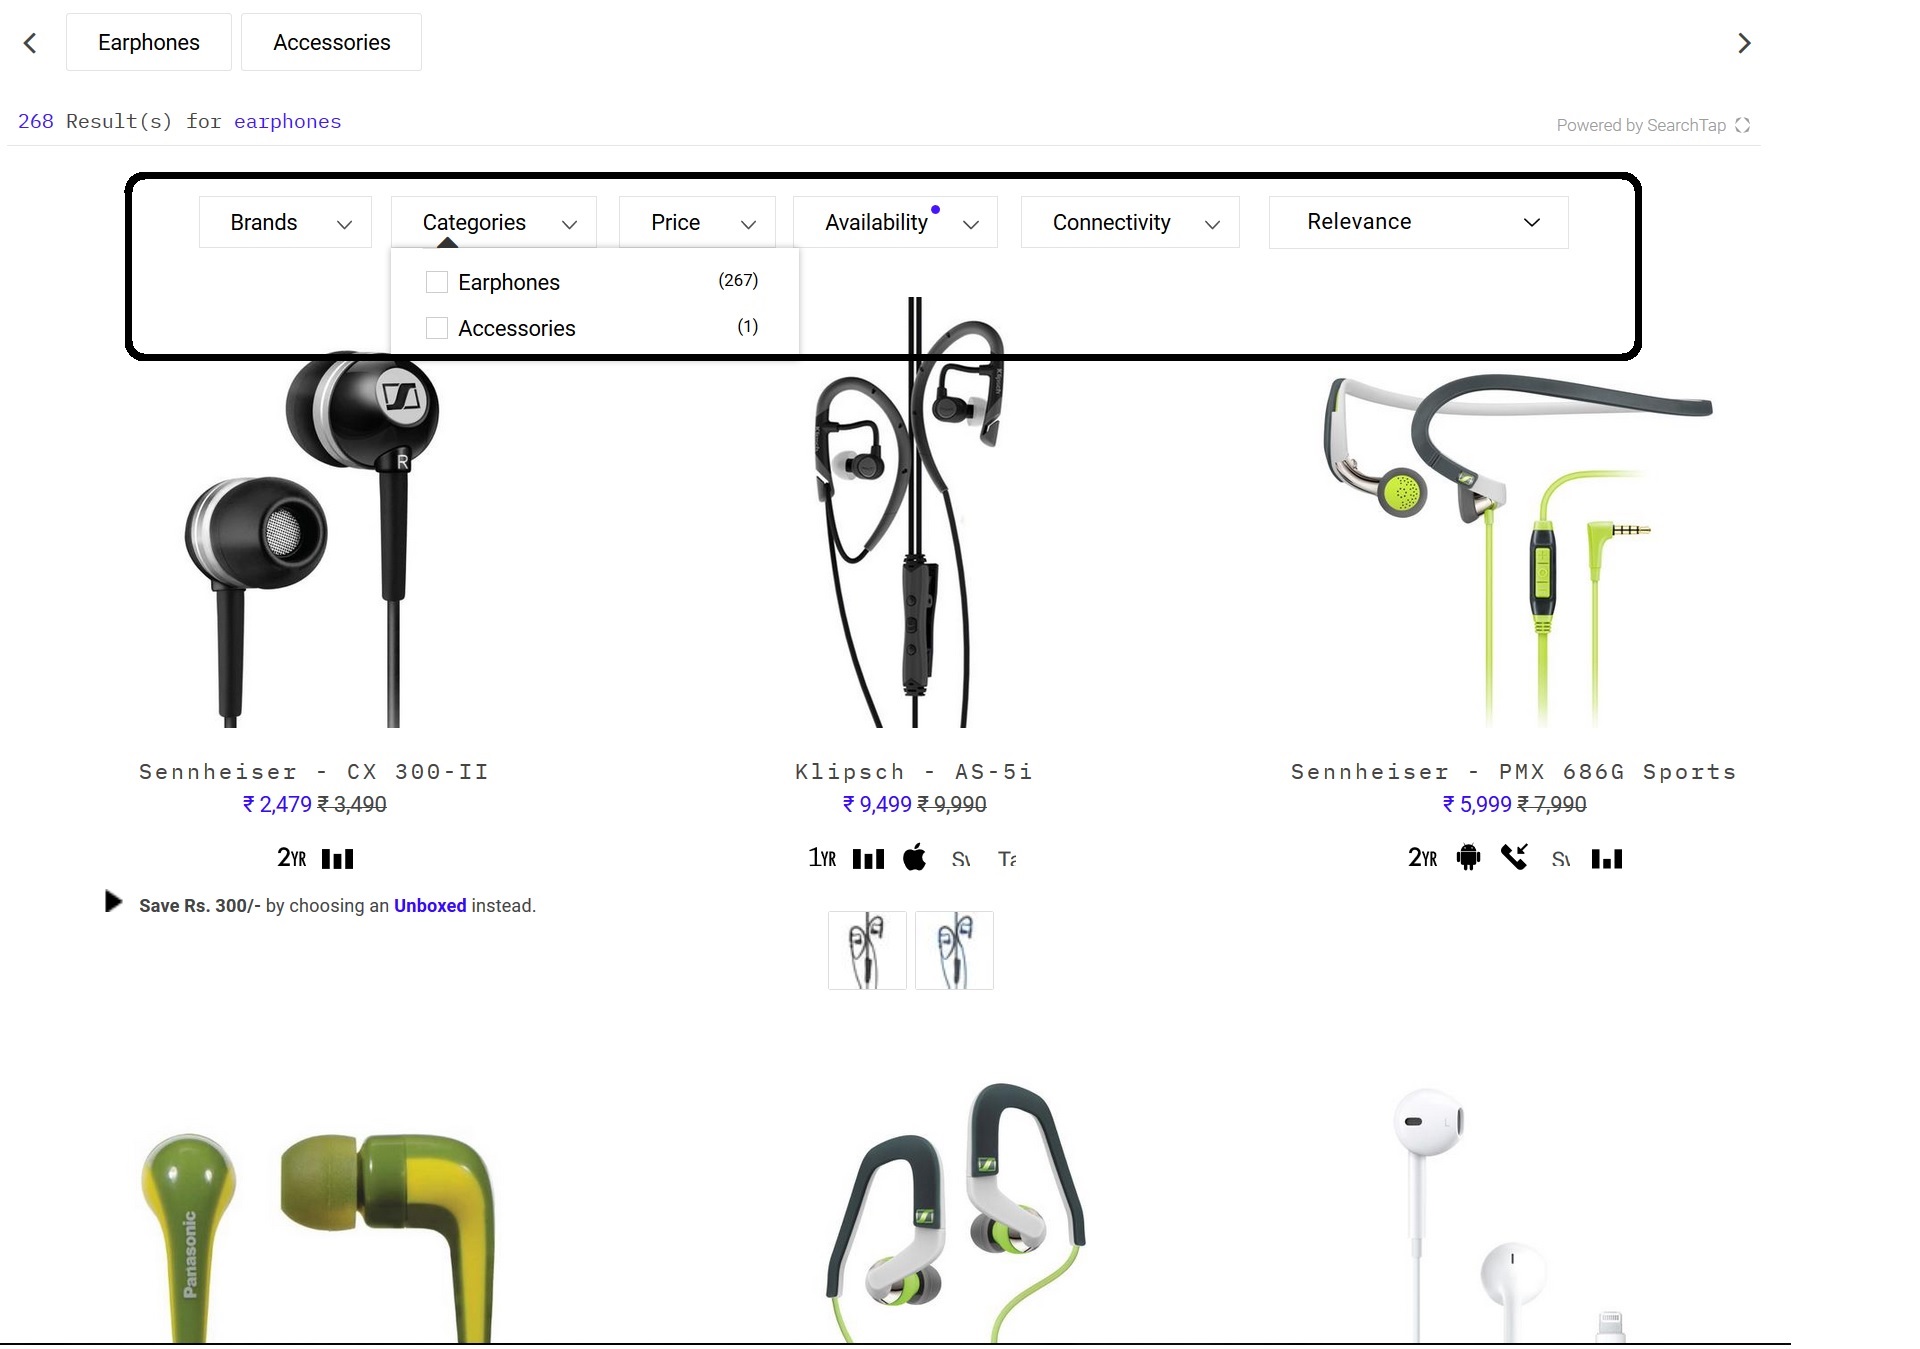 Earphones Accessories
268 Result(s) for earphones
Powered by SearchTap
Brands Categories Price Availability Connectivity Relevance
Earphones (267)
Accessories (1)
R
Klipsch
Klipsch
Sennheiser - CX 300-II
₹ 2,479 ₹ 3,490
2YR
Save Rs. 300/- by choosing an Unboxed instead.
Klipsch - AS-5i
₹ 9,499 ₹ 9,990
1YR
Sennheiser - PMX 686G Sports
₹ 5,999 ₹ 7,990
2YR
Panasonic
L